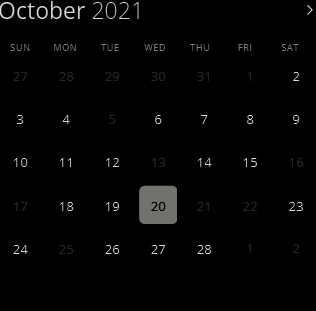 October 2021
SUN MON TUE WED THU FRI SAT
27 28 29 30 31 1 2
3 4 5 6 7 8 9
10 11 12 13 14 15 16
17 18 19 20 21 22 23
24 25 26 27 28 1 2